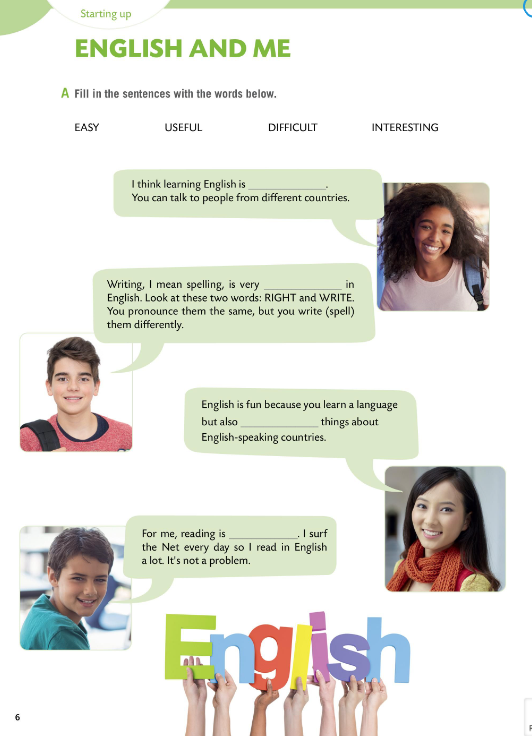 Starting up
ENGLISH AND ME
A Fill in the sentences with the words below.
EASY USEFUL DIFFICULT INTERESTING
I think learning English is ______________.
You can talk to people from different countries.
Writing, I mean spelling, is very ______________ in
English. Look at these two words: RIGHT and WRITE.
You pronounce them the same, but you write (spell)
them differently.
English is fun because you learn a language
but also ______________ things about
English-speaking countries.
For me, reading is ____________. I surf
the Net every day so I read in English
a lot. It's not a problem.
English
6